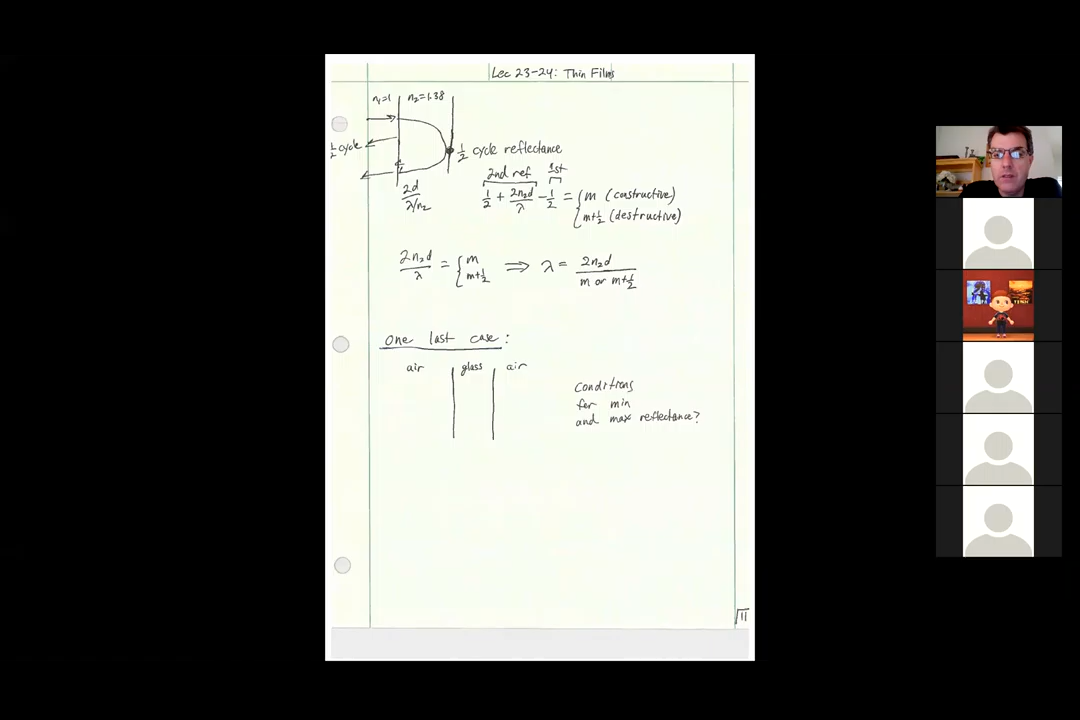 Lec 23-24: Thin Films
n₁=1 n₂=1.38
½ cycle
½ cycle reflectance
2d
λ/n₂
2nd ref 1st
½ + 2n₂d/λ - ½ = { m (constructive)
m+½ (destructive)
2n₂d/λ = { m
m+½
⟹ λ = 2n₂d
m or m+½
One last case:
air glass air
conditions
for min
and max reflectance?
11